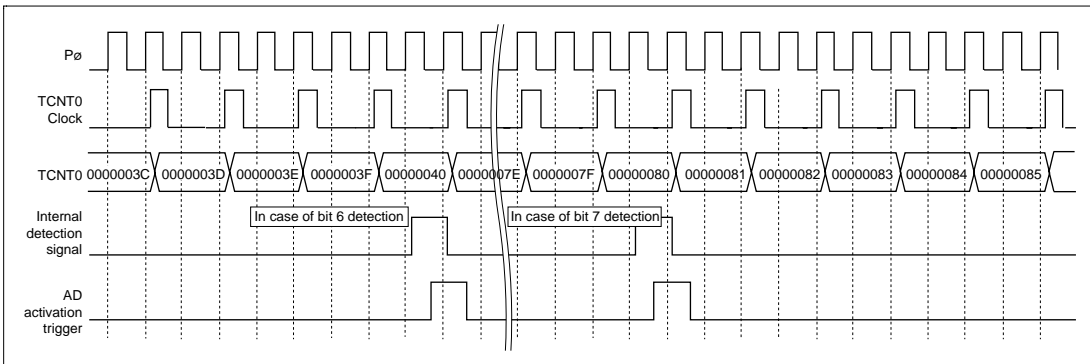 Pø
TCNT0
Clock
TCNT0
0000003C 0000003D 0000003E 0000003F 00000040 0000007E 0000007F 00000080 00000081 00000082 00000083 00000084 00000085
Internal
detection
signal
In case of bit 6 detection
In case of bit 7 detection
AD
activation
trigger